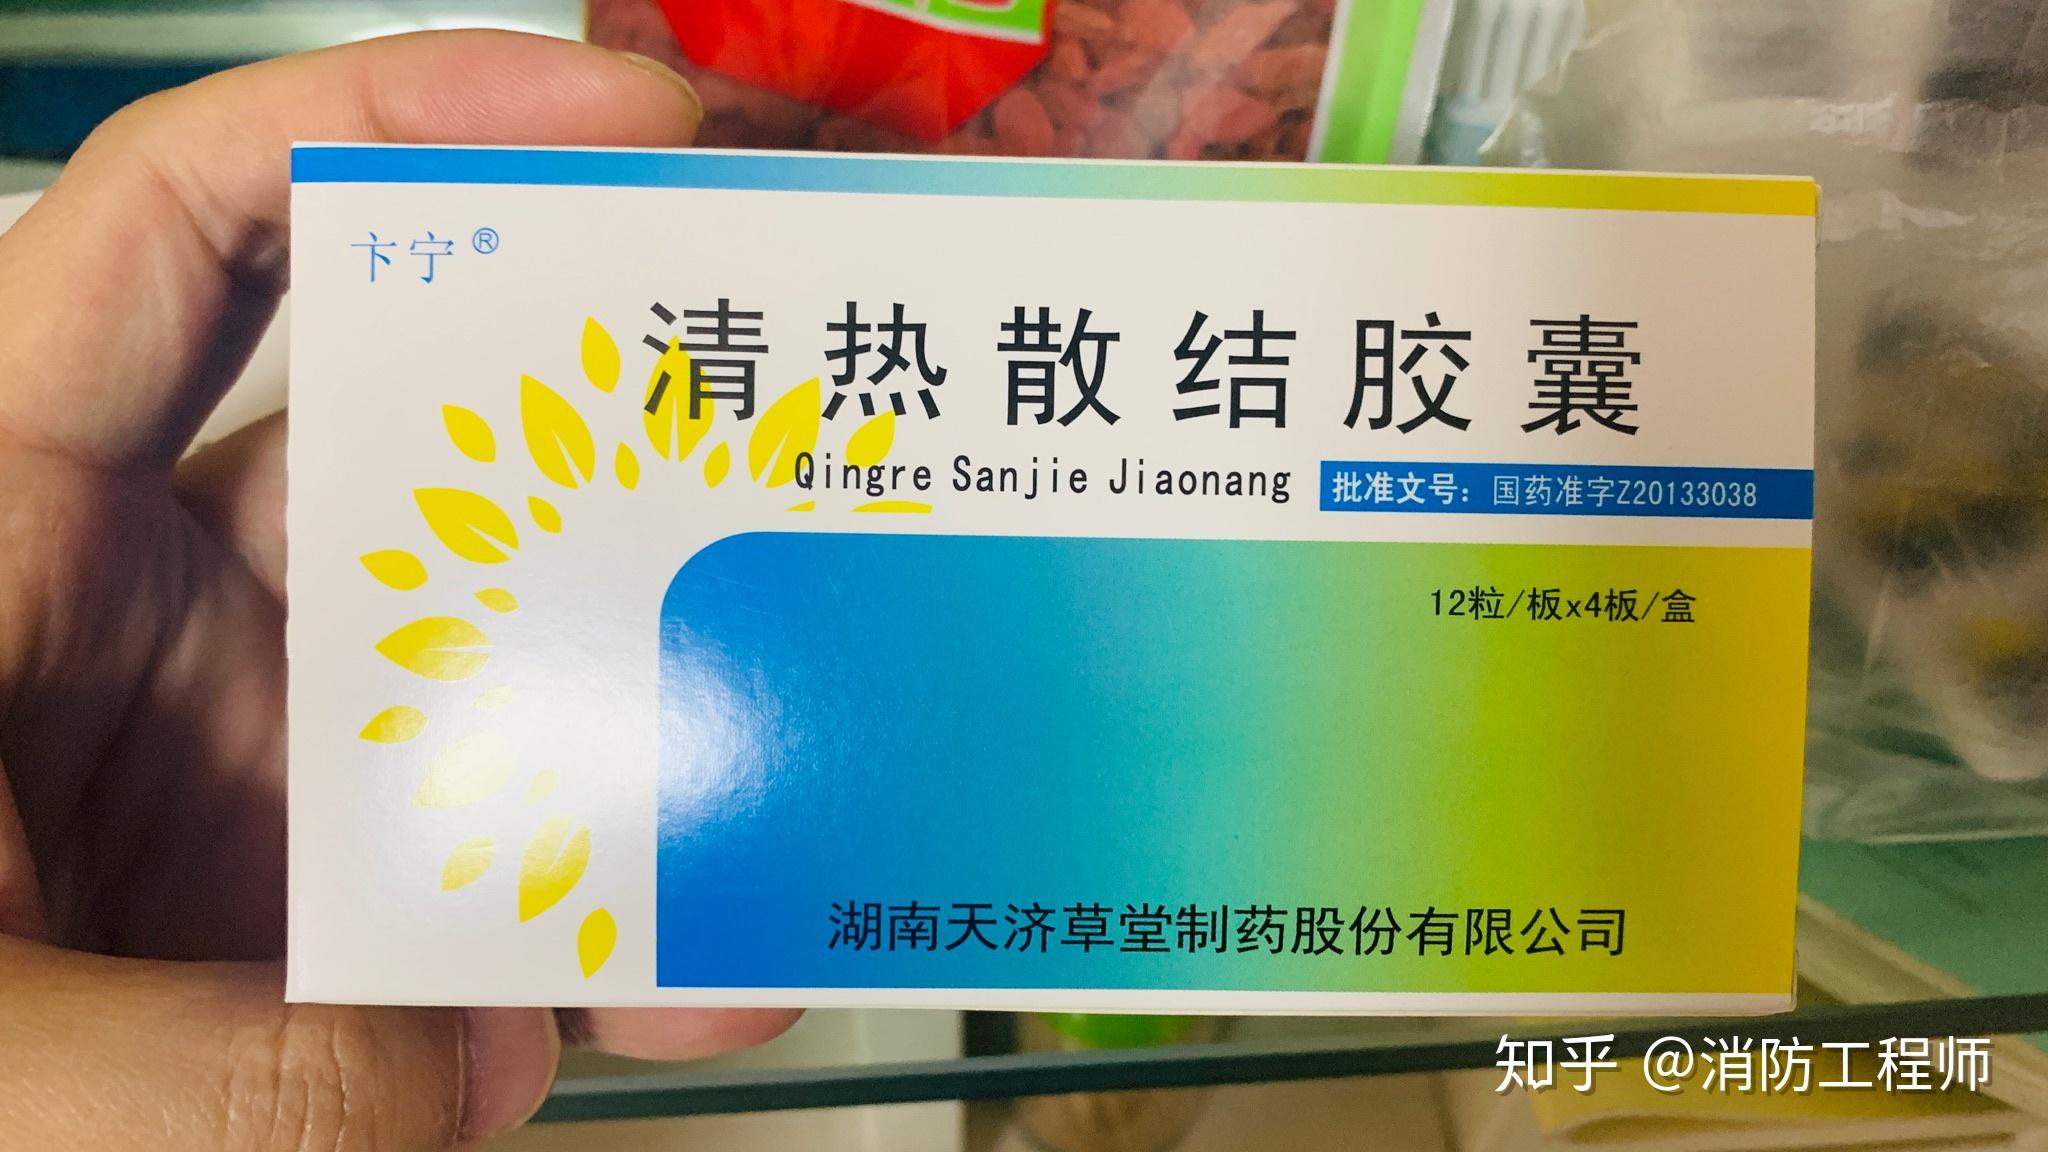 卞宁®
清热散结胶囊
Qingre Sanjie Jiaonang
批准文号：国药准字Z20133038
12粒/板x4板/盒
湖南天济草堂制药股份有限公司
知乎 @消防工程师